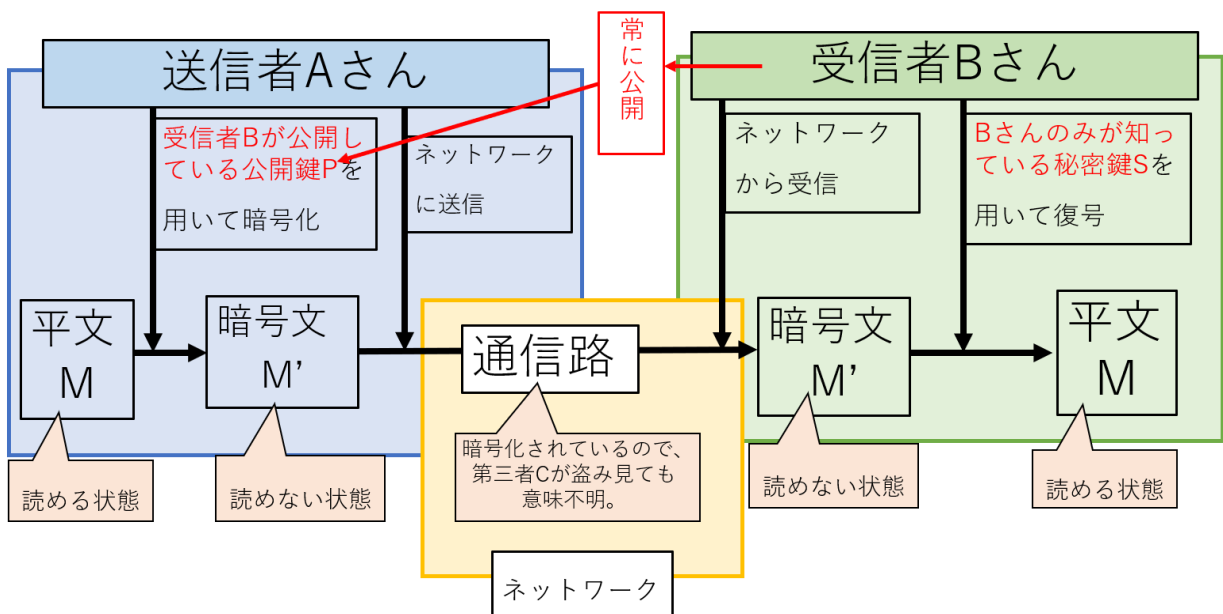 常に公開
送信者Aさん
受信者Bさん
受信者Bが公開し
ている公開鍵Pを
用いて暗号化
ネットワーク
に送信
ネットワーク
から受信
Bさんのみが知っ
ている秘密鍵Sを
用いて復号
平文
M
暗号文
M’
通信路
暗号文
M’
平文
M
読める状態
読めない状態
暗号化されているので、
第三者Cが盗み見ても
意味不明。
読めない状態
読める状態
ネットワーク